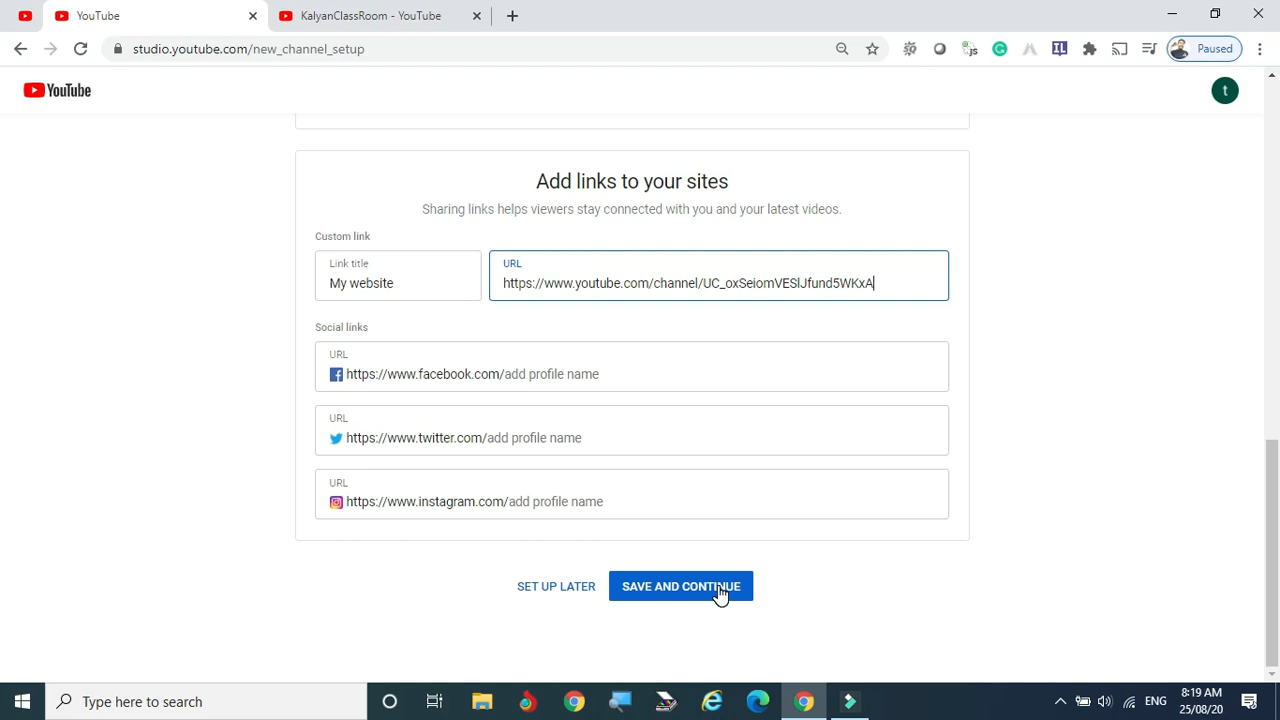 YouTube
KalyanClassRoom - YouTube
studio.youtube.com/new_channel_setup
Paused
YouTube
t
Add links to your sites
Sharing links helps viewers stay connected with you and your latest videos.
Custom link
Link title
My website
URL
https://www.youtube.com/channel/UC_oxSeiomVESlJfund5WKxA
Social links
URL
https://www.facebook.com/add profile name
URL
https://www.twitter.com/add profile name
URL
https://www.instagram.com/add profile name
SET UP LATER
SAVE AND CONTINUE
Type here to search
ENG
8:19 AM
25/08/20